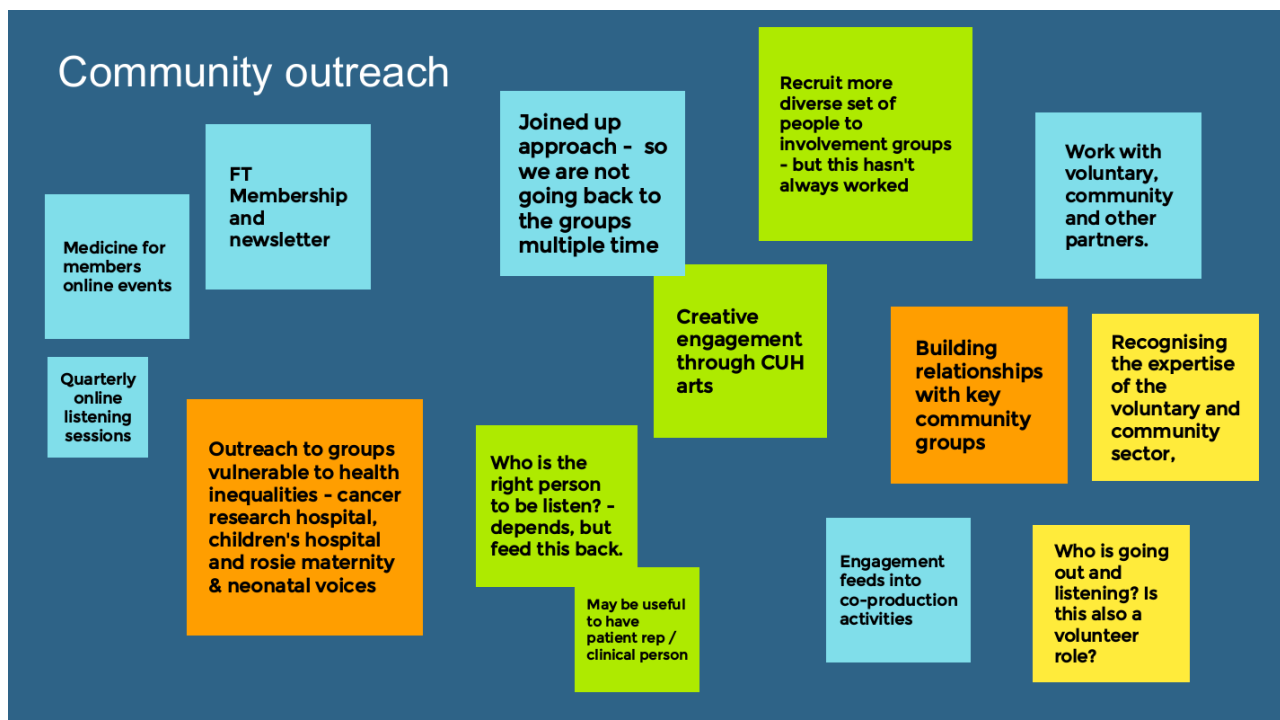 Community outreach
Medicine for
members
online events
FT
Membership
and
newsletter
Quarterly
online
listening
sessions
Outreach to groups
vulnerable to health
inequalities - cancer
research hospital,
children's hospital
and rosie maternity
& neonatal voices
Joined up
approach - so
we are not
going back to
the groups
multiple time
Recruit more
diverse set of
people to
involvement groups
- but this hasn't
always worked
Creative
engagement
through CUH
arts
Who is the
right person
to be listen? -
depends, but
feed this back.
May be useful
to have
patient rep /
clinical person
Work with
voluntary,
community
and other
partners.
Building
relationships
with key
community
groups
Recognising
the expertise
of the
voluntary and
community
sector,
Engagement
feeds into
co-production
activities
Who is going
out and
listening? Is
this also a
volunteer
role?